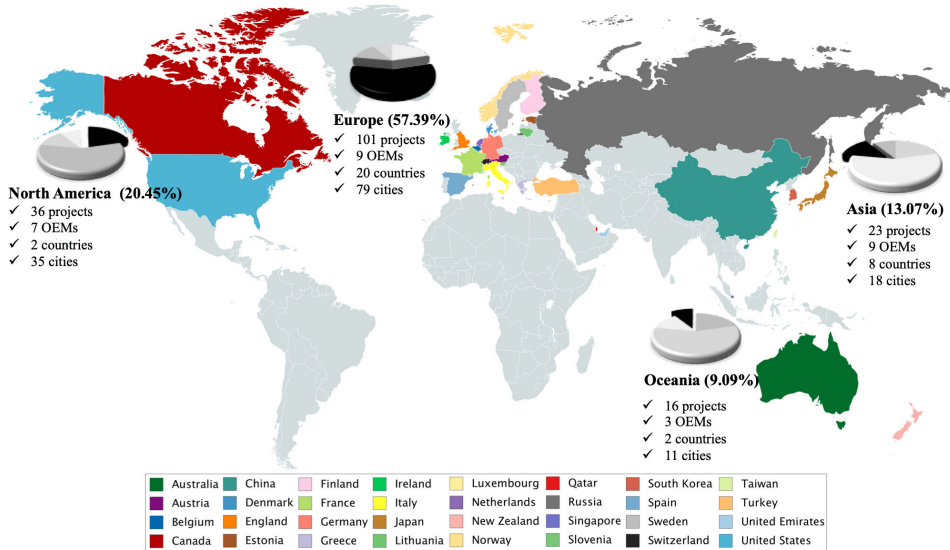 Europe (57.39%)
✓ 101 projects
✓ 9 OEMs
✓ 20 countries
✓ 79 cities
North America (20.45%)
✓ 36 projects
✓ 7 OEMs
✓ 2 countries
✓ 35 cities
Asia (13.07%)
✓ 23 projects
✓ 9 OEMs
✓ 8 countries
✓ 18 cities
Oceania (9.09%)
✓ 16 projects
✓ 3 OEMs
✓ 2 countries
✓ 11 cities
Australia China Finland Ireland Luxembourg Qatar South Korea Taiwan
Austria Denmark France Italy Netherlands Russia Spain Turkey
Belgium England Germany Japan New Zealand Singapore Sweden United Emirates
Canada Estonia Greece Lithuania Norway Slovenia Switzerland United States